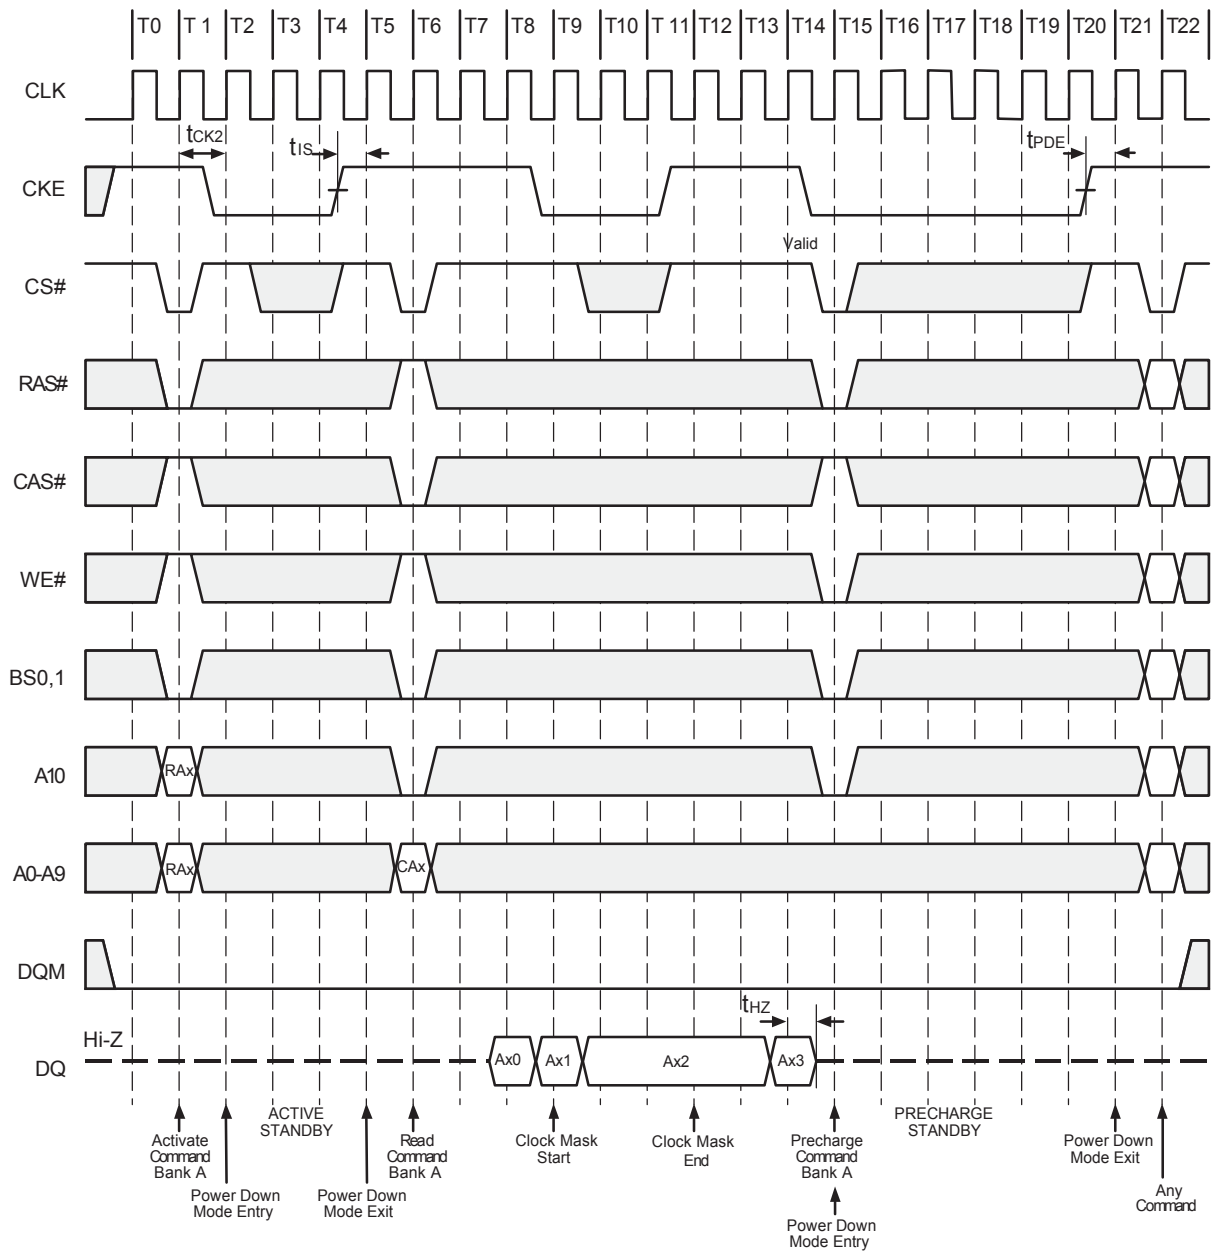 T0 T 1 T2 T3 T4 T5 T6 T7 T8 T9 T10 T 11 T12 T13 T14 T15 T16 T17 T18 T19 T20 T21 T22
CLK
tCK2
tIS
tPDE
CKE
Valid
CS#
RAS#
CAS#
WE#
BS0,1
A10
RAx
A0-A9
RAx
CAx
DQM
tHZ
Hi-Z
DQ
Ax0 Ax1 Ax2 Ax3
Activate
Command
Bank A
Power Down
Mode Entry
ACTIVE
STANDBY
Power Down
Mode Exit
Read
Command
Bank A
Clock Mask
Start
Clock Mask
End
Precharge
Command
Bank A
Power Down
Mode Entry
PRECHARGE
STANDBY
Power Down
Mode Exit
Any
Command